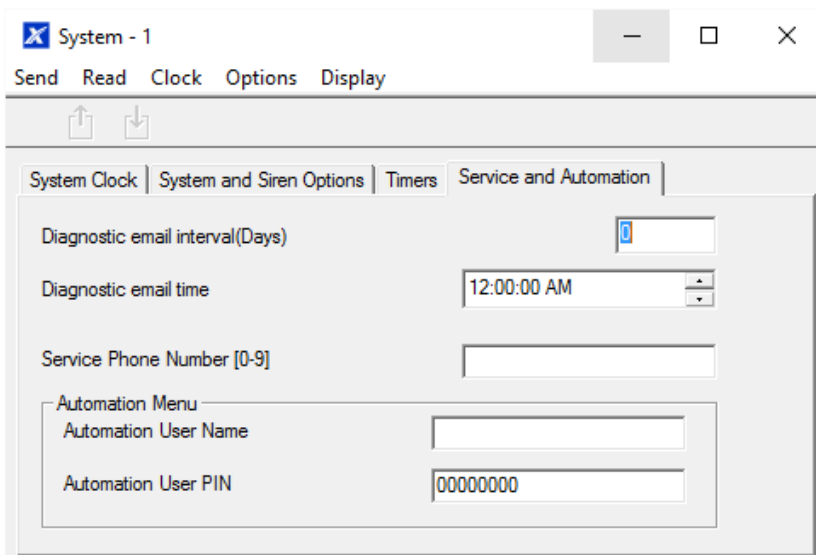 System - 1
Send Read Clock Options Display
System Clock System and Siren Options Timers Service and Automation
Diagnostic email interval(Days) 0
Diagnostic email time 12:00:00 AM
Service Phone Number [0-9]
Automation Menu
Automation User Name
Automation User PIN 00000000